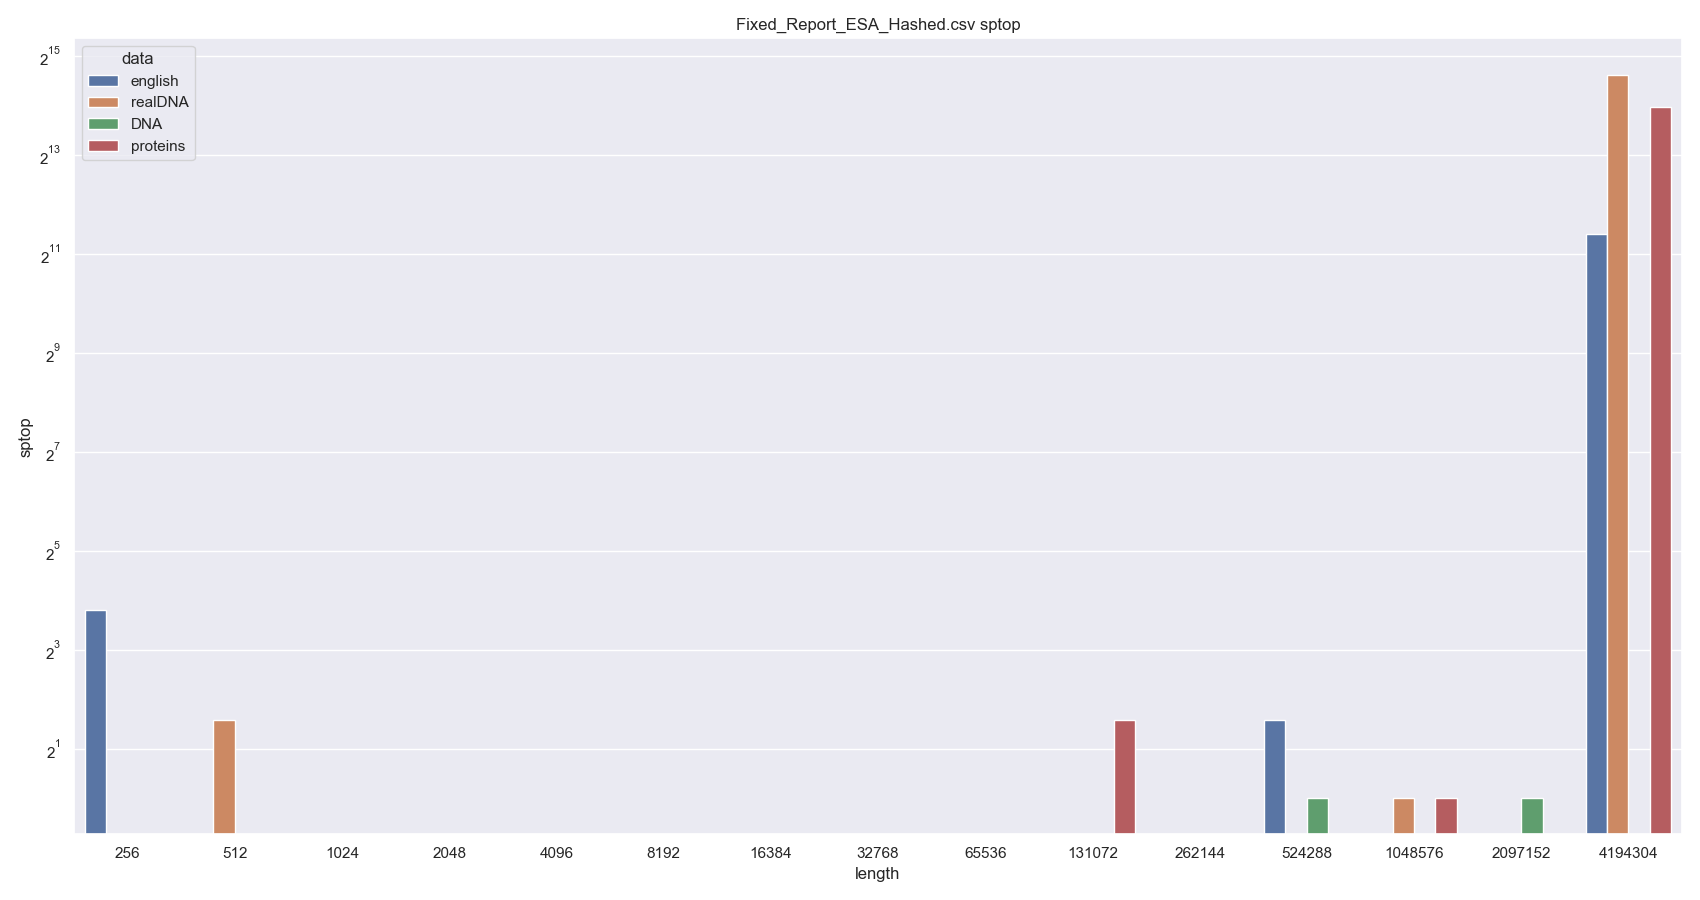 Fixed_Report_ESA_Hashed.csv sptop
data
english
realDNA
DNA
proteins
2^15
2^13
2^11
2^9
2^7
2^5
2^3
2^1
sptop
256 512 1024 2048 4096 8192 16384 32768 65536 131072 262144 524288 1048576 2097152 4194304
length